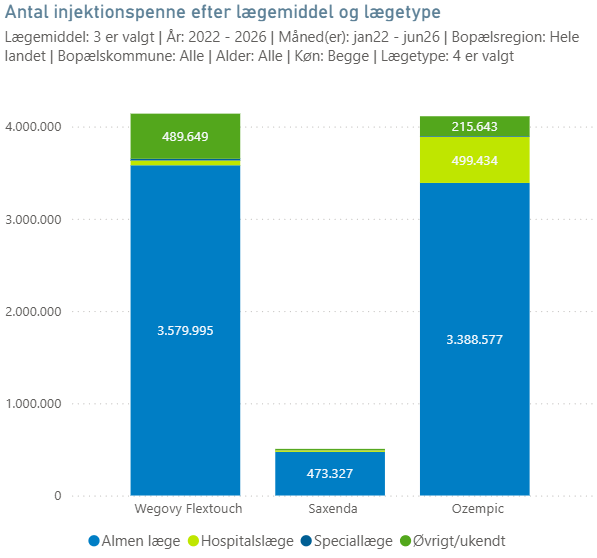 Antal injektionspenne efter lægemiddel og lægetype
Lægemiddel: 3 er valgt | År: 2022 - 2026 | Måned(er): jan22 - jun26 | Bopælsregion: Hele
landet | Bopælskommune: Alle | Alder: Alle | Køn: Begge | Lægetype: 4 er valgt
4.000.000
3.000.000
2.000.000
1.000.000
0
489.649
3.579.995
473.327
215.643
499.434
3.388.577
Wegovy Flextouch
Saxenda
Ozempic
Almen læge
Hospitalslæge
Speciallæge
Øvrigt/ukendt